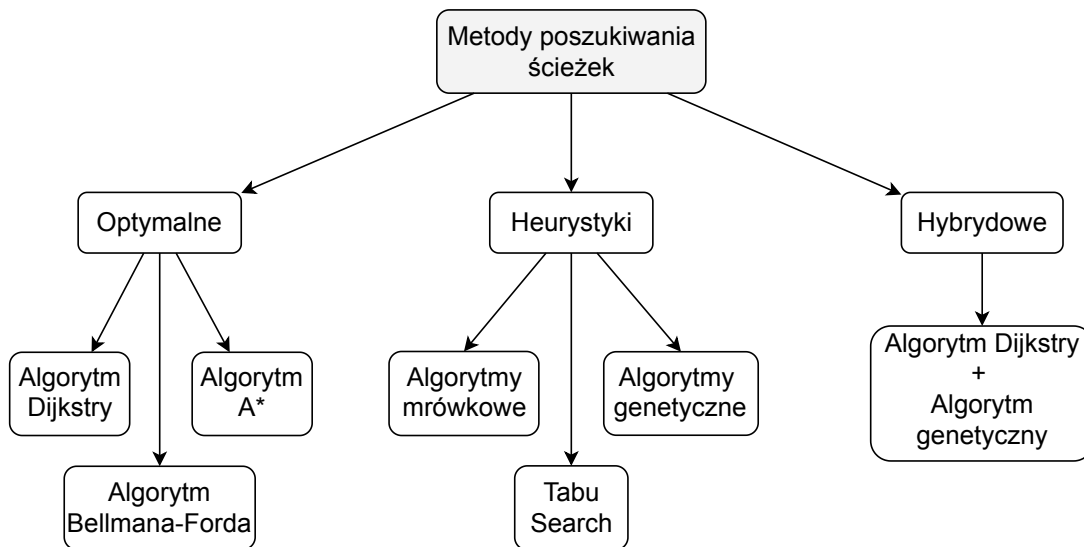 Metody poszukiwania
ścieżek
Optymalne
Heurystyki
Hybrydowe
Algorytm
Dijkstry
Algorytm
A*
Algorytmy
mrówkowe
Algorytmy
genetyczne
Algorytm Dijkstry
+
Algorytm
genetyczny
Algorytm
Bellmana-Forda
Tabu
Search